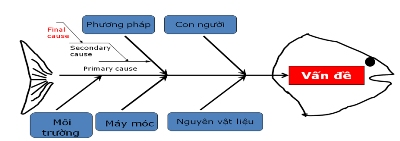 Phương pháp
Con người
Final
cause
Secondary
cause
Primary cause
Vấn đề
Môi
trường
Máy móc
Nguyên vật liệu